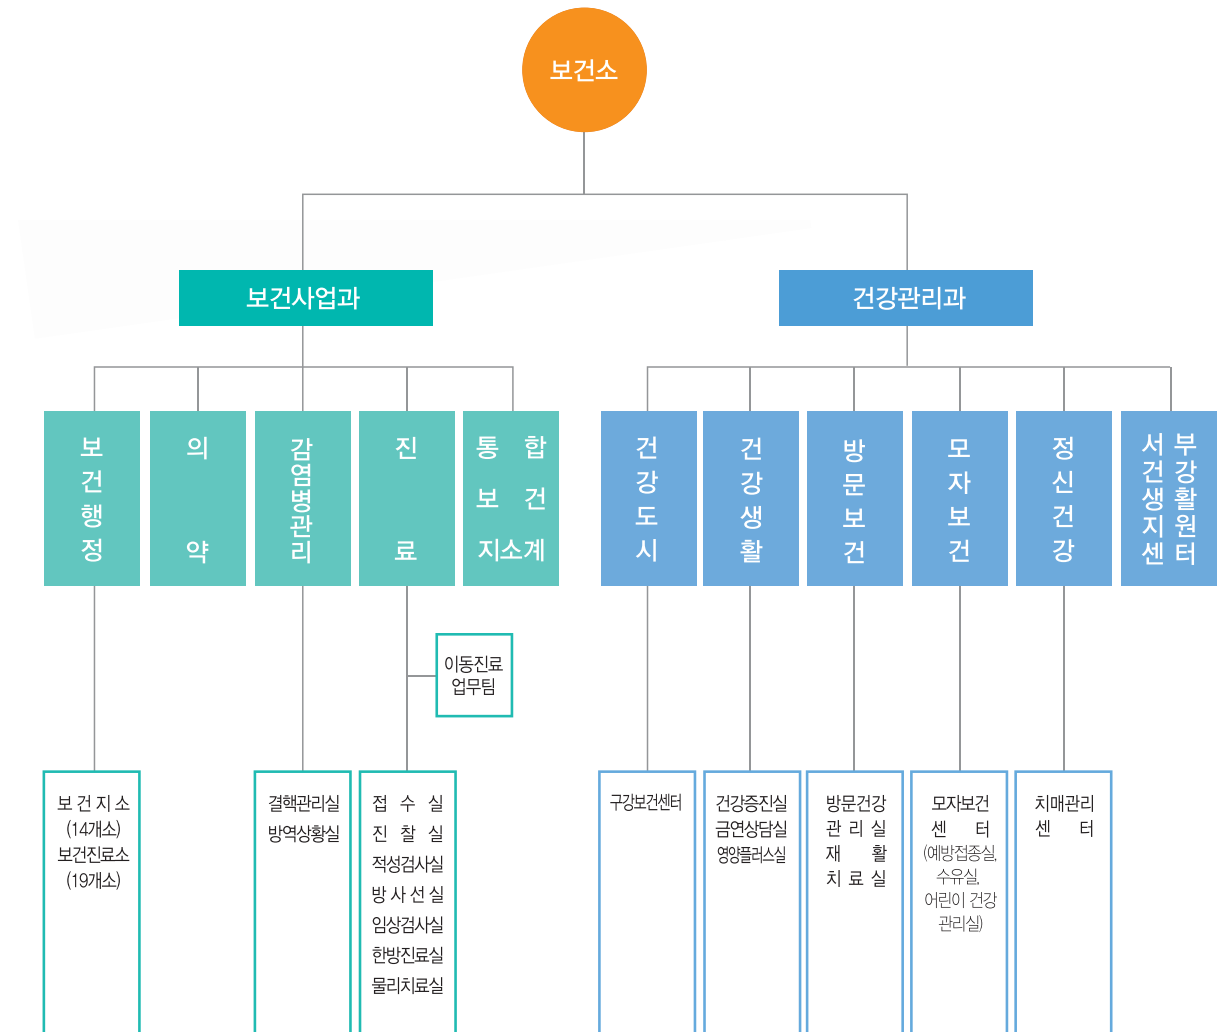 보건소
보건사업과
건강관리과
보건행정
의약
감염병관리
진료
통합
보건
지소계
건강도시
건강생활
방문보건
모자보건
정신건강
부강활원터
서건생지센
이동진료
업무팀
보건지소
(14개소)
보건진료소
(19개소)
결핵관리실
방역상황실
접수실
진찰실
적성검사실
방사선실
임상검사실
한방진료실
물리치료실
구강보건센터
건강증진실
금연상담실
영양플러스실
방문건강
관리실
재활
치료실
모자보건
센터
(예방접종실,
수유실,
어린이 건강
관리실)
치매관리
센터